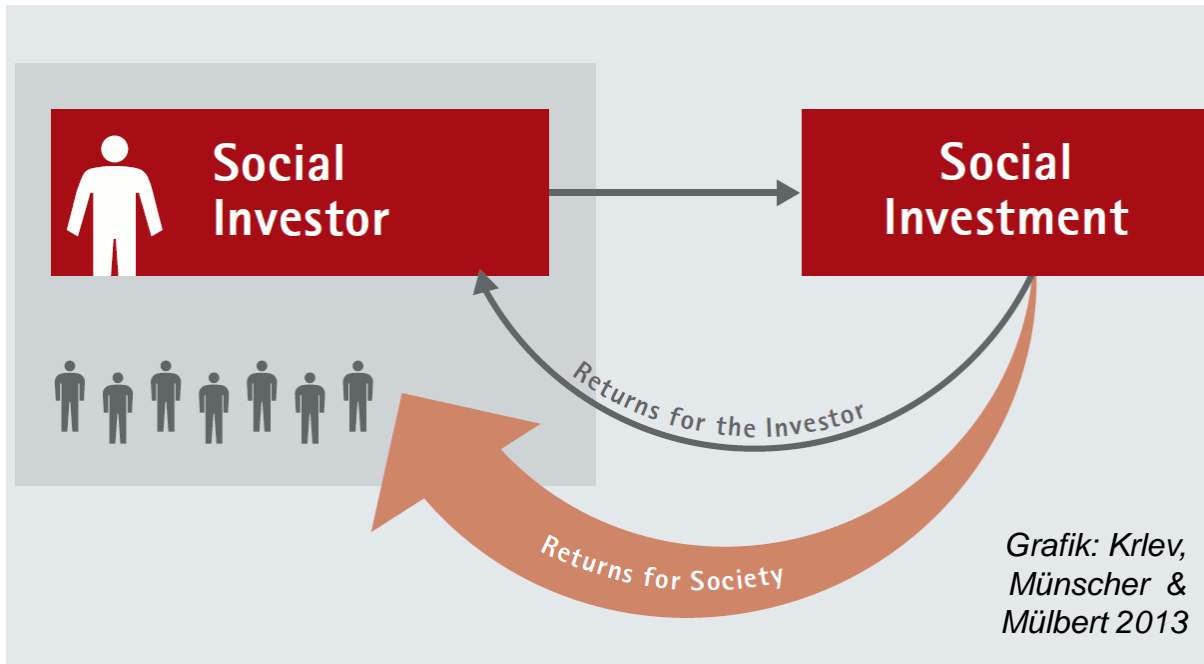 Social
Investor
Social
Investment
Returns for the Investor
Returns for Society
Grafik: Krlev,
Münscher &
Mülbert 2013